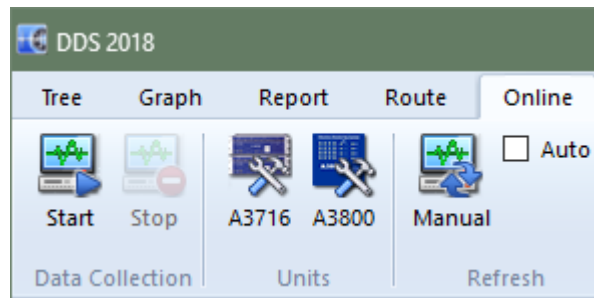 DDS 2018
Tree Graph Report Route Online
Auto
Start Stop A3716 A3800 Manual
Data Collection Units Refresh